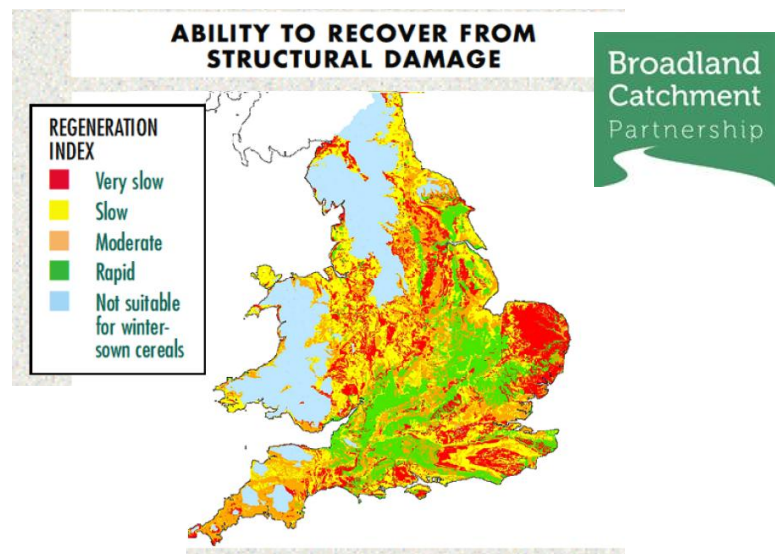 ABILITY TO RECOVER FROM
STRUCTURAL DAMAGE
Broadland
Catchment
Partnership
REGENERATION
INDEX
Very slow
Slow
Moderate
Rapid
Not suitable
for winter-
sown cereals